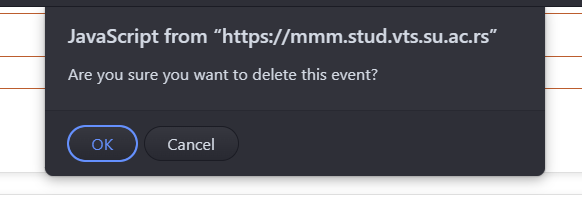 JavaScript from “https://mmm.stud.vts.su.ac.rs”
Are you sure you want to delete this event?
OK
Cancel